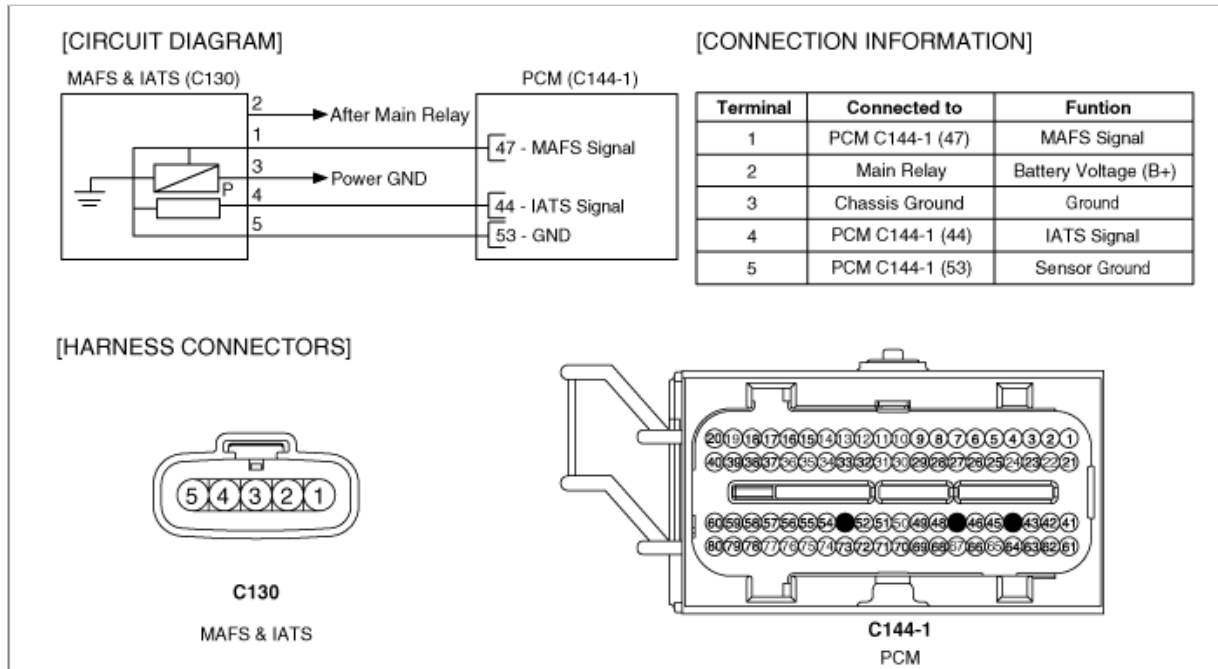 [CIRCUIT DIAGRAM]
MAFS & IATS (C130)
PCM (C144-1)
2
After Main Relay
1
47 - MAFS Signal
3
Power GND
P
4
44 - IATS Signal
5
53 - GND
[CONNECTION INFORMATION]
Terminal Connected to Funtion
1 PCM C144-1 (47) MAFS Signal
2 Main Relay Battery Voltage (B+)
3 Chassis Ground Ground
4 PCM C144-1 (44) IATS Signal
5 PCM C144-1 (53) Sensor Ground
[HARNESS CONNECTORS]
5 4 3 2 1
C130
MAFS & IATS
20 19 18 17 16 15 14 13 12 11 10 9 8 7 6 5 4 3 2 1
40 39 38 37 36 35 34 33 32 31 30 29 28 27 26 25 24 23 22 21
60 59 58 57 56 55 54 52 51 50 49 48 46 45 43 42 41
80 79 78 77 76 75 74 73 72 71 70 69 68 67 66 65 64 63 62 61
C144-1
PCM